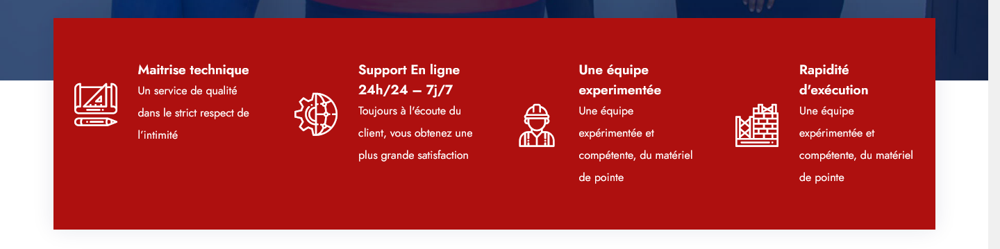 Maitrise technique
Un service de qualité
dans le strict respect de
l'intimité
Support En ligne
24h/24 – 7j/7
Toujours à l'écoute du
client, vous obtenez une
plus grande satisfaction
Une équipe
experimentée
Une équipe
expérimentée et
compétente, du matériel
de pointe
Rapidité
d'exécution
Une équipe
expérimentée et
compétente, du matériel
de pointe